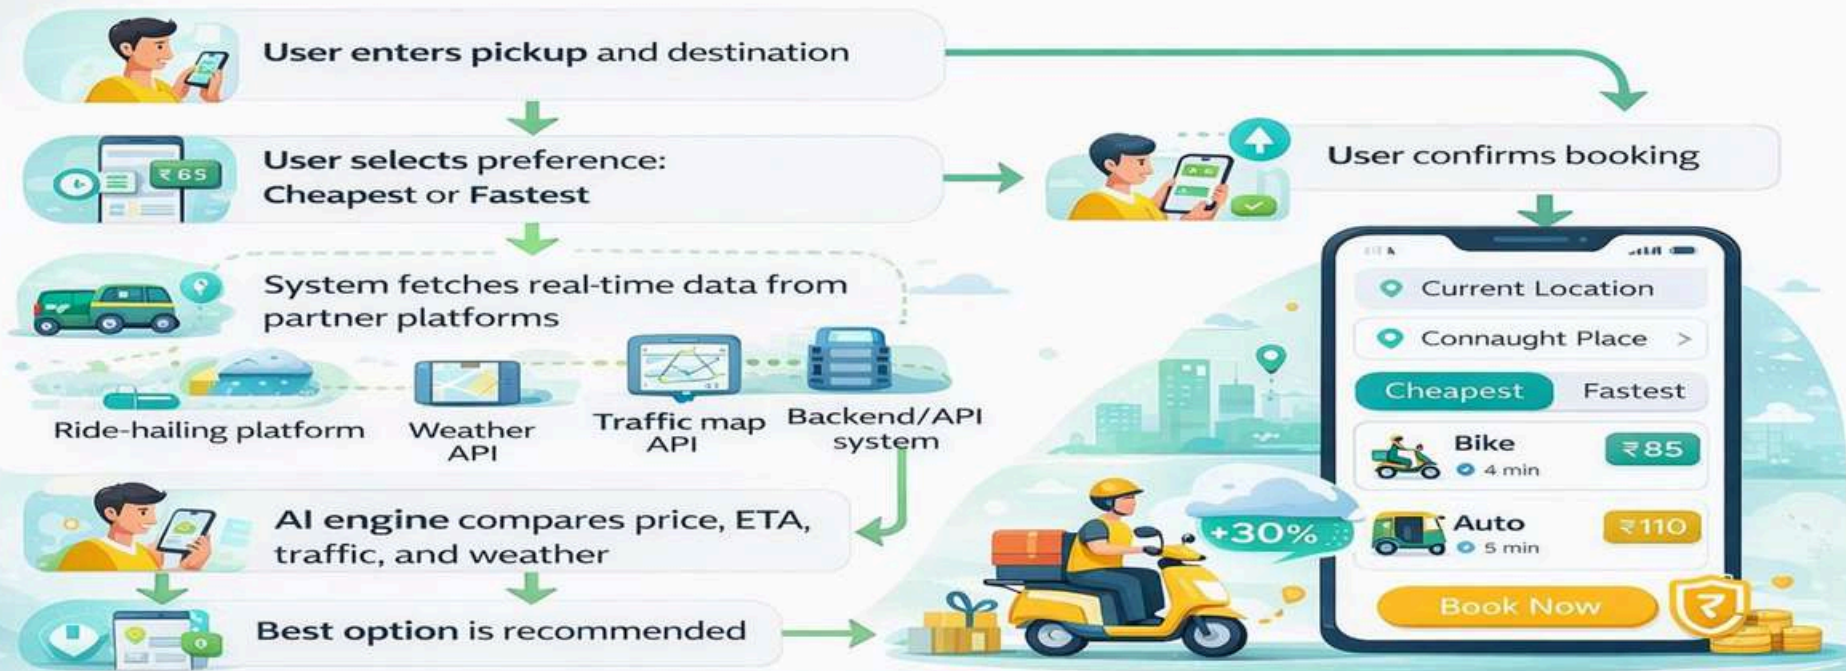 User enters pickup and destination
User selects preference:
Cheapest or Fastest
₹65
System fetches real-time data from
partner platforms
Ride-hailing platform
Weather
API
Traffic map
API
Backend/API
system
AI engine compares price, ETA,
traffic, and weather
Best option is recommended
User confirms booking
Current Location
Connaught Place >
Cheapest Fastest
Bike
4 min
₹85
Auto
5 min
₹110
Book Now
₹
+30%